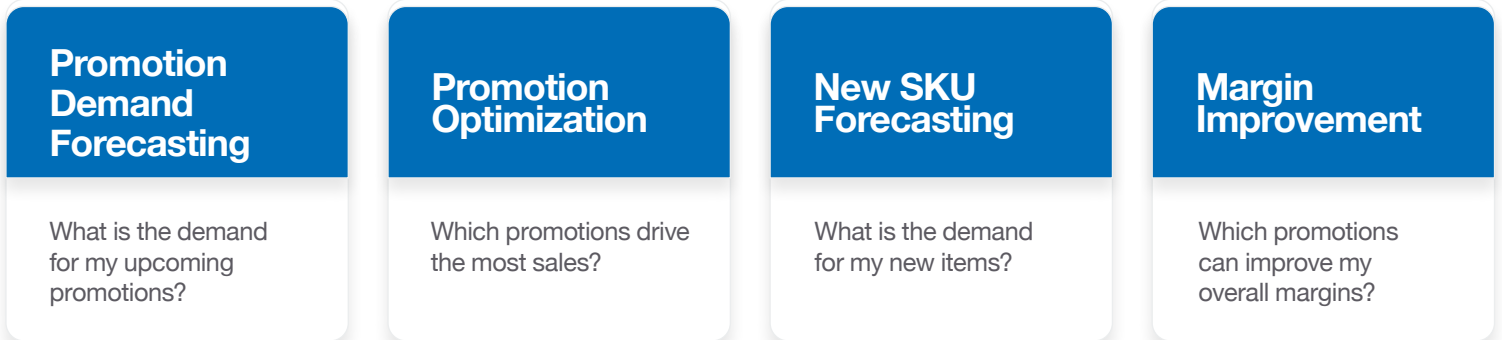 Promotion
Demand
Forecasting
What is the demand
for my upcoming
promotions?
Promotion
Optimization
Which promotions drive
the most sales?
New SKU
Forecasting
What is the demand
for my new items?
Margin
Improvement
Which promotions
can improve my
overall margins?